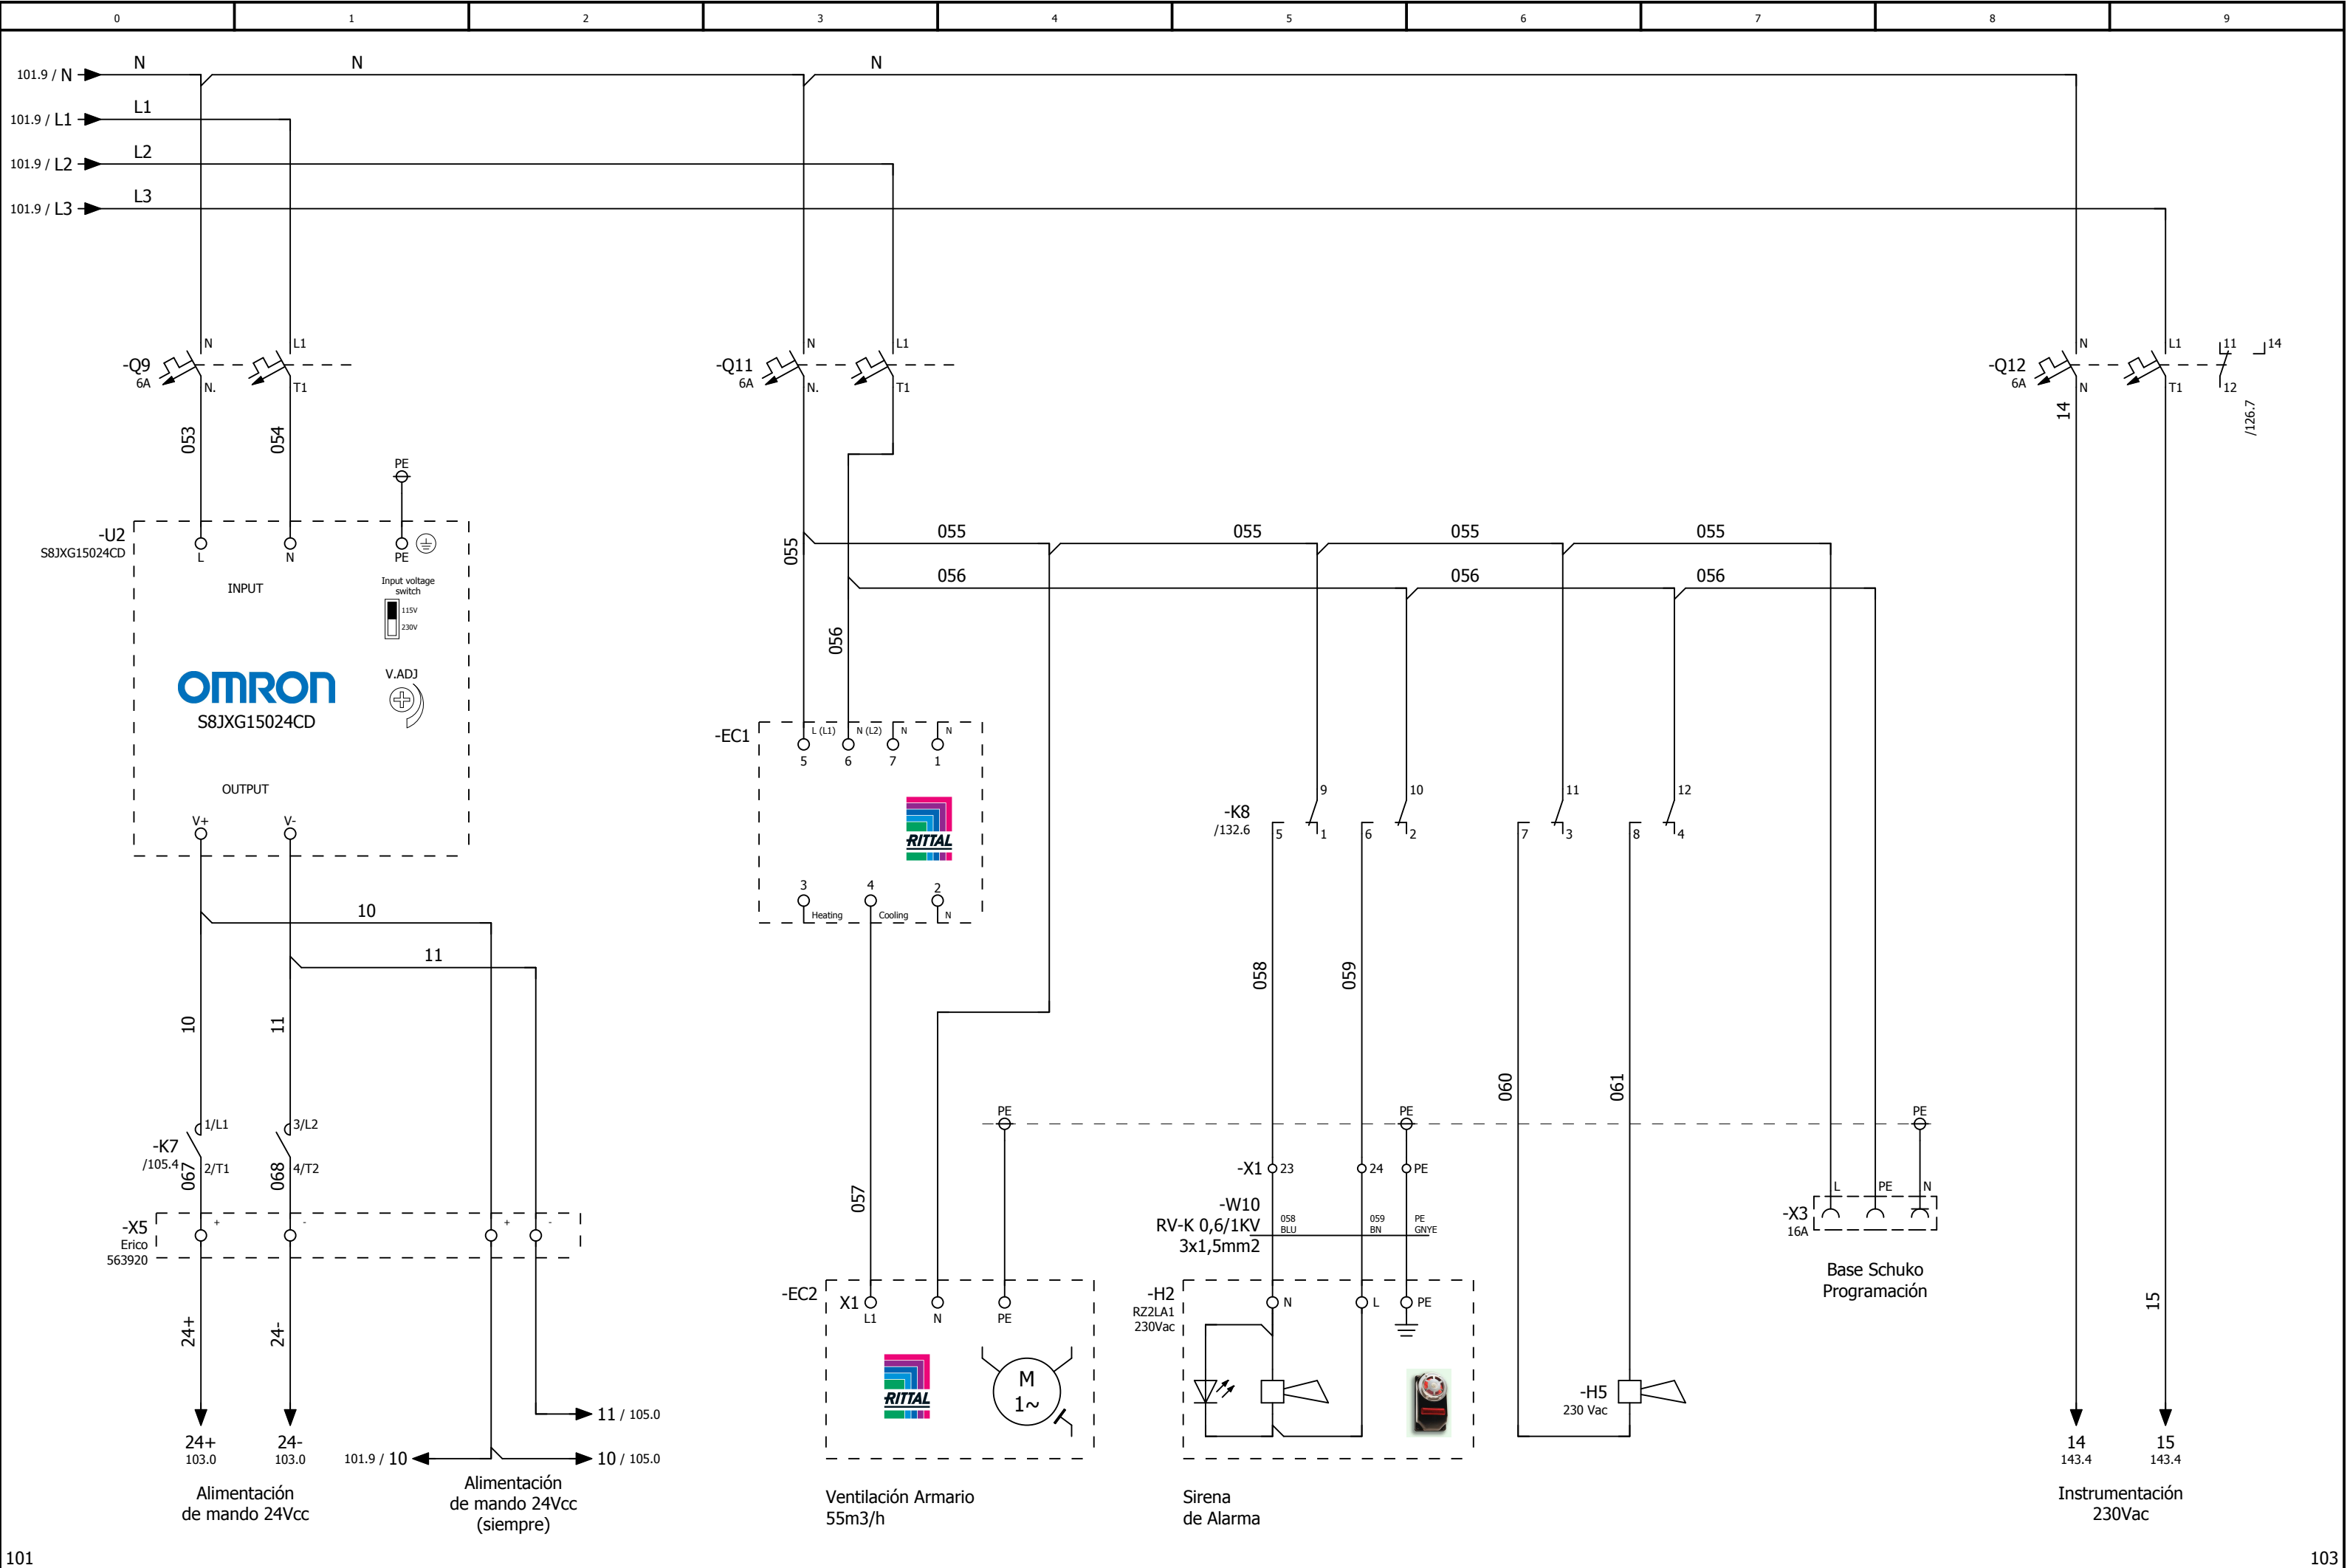 0 1 2 3 4 5 6 7 8 9
101.9 / N
N
N
N
101.9 / L1
L1
101.9 / L2
L2
101.9 / L3
L3
-Q9
6A
N
L1
N.
T1
053
054
PE
-U2
S8JXG15024CD
L
N
PE
INPUT
Input voltage
switch
115V
230V
OMRON
S8JXG15024CD
V.ADJ
OUTPUT
V+
V-
10
11
10
11
-K7
/105.4
1/L1
3/L2
2/T1
4/T2
067
068
-X5
Erico
563920
+
-
+
-
24+
24-
24+
103.0
24-
103.0
Alimentación
de mando 24Vcc
11 / 105.0
101.9 / 10
10 / 105.0
Alimentación
de mando 24Vcc
(siempre)
-Q11
6A
N
L1
N.
T1
055
055
055
055
055
056
056
056
056
-EC1
L (L1)
N (L2)
N
N
5
6
7
1
RITTAL
3
4
2
Heating
Cooling
N
057
PE
-EC2
X1
L1
N
PE
RITTAL
M
1~
Ventilación Armario
55m3/h
-K8
/132.6
9
10
11
12
5
1
6
2
7
3
8
4
058
059
060
061
PE
PE
-X1
23
24
PE
-W10
RV-K 0,6/1KV
3x1,5mm2
058
BLU
059
BN
PE
GNYE
-H2
RZ2LA1
230Vac
N
L
PE
Sirena
de Alarma
-H5
230 Vac
-X3
16A
L
PE
N
Base Schuko
Programación
-Q12
6A
N
L1
11
14
N
T1
12
/126.7
14
15
14
143.4
15
143.4
Instrumentación
230Vac
101
103